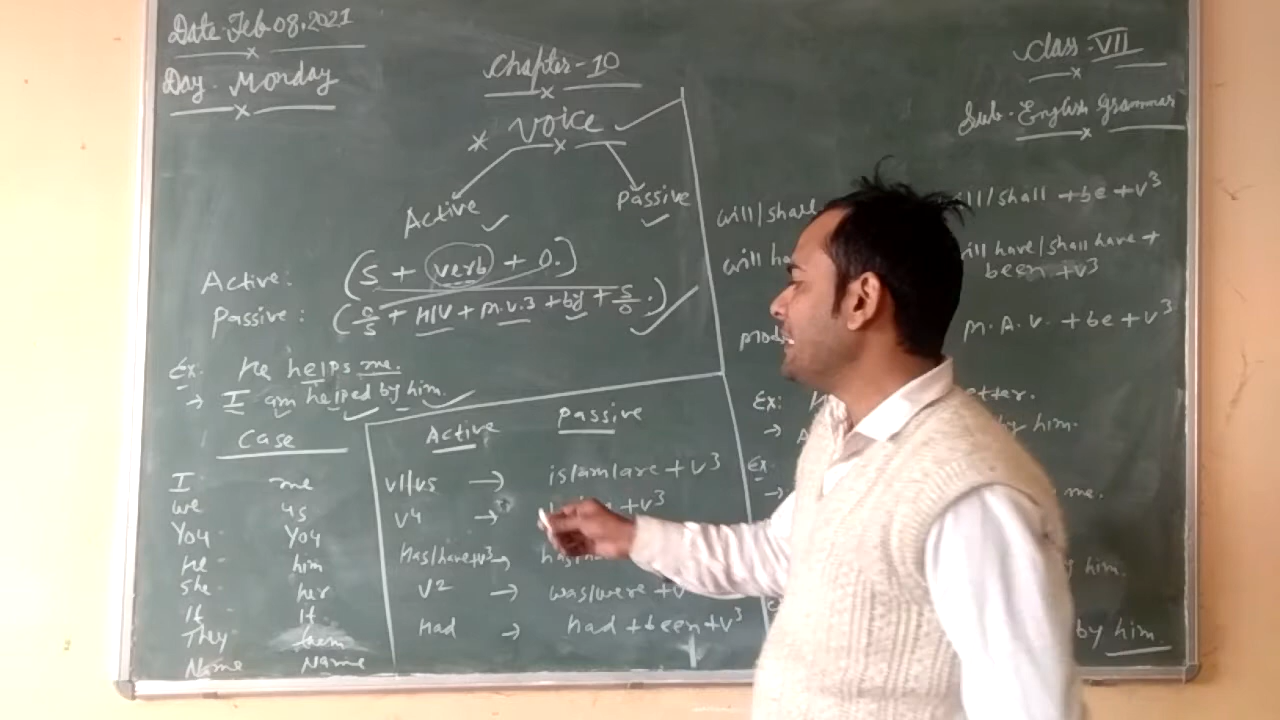 Date. Feb 08, 2021
Day. Monday
Chapter-10
Class : VII
Sub. English Grammar
* Voice
Active
Passive
Active: (S + verb + O.)
Passive: (O/S + H/V + M.V.3 + by + S/O.)
Ex. He helps me.
→ I am helped by him.
Case
I me
we us
You You
He him
She her
It It
They them
Name Name
Active Passive
v1/v5 → is/am/are + v3
v4 → + v3
Has/have+v3 →
v2 → was/were + v
Had → had + been + v3
will/shall
will/shall + be + v3
will have/shall have +
been + v3
M.A.V. + be + v3
Ex:
by him.
→
Ex.
→ me.
him.
by him.